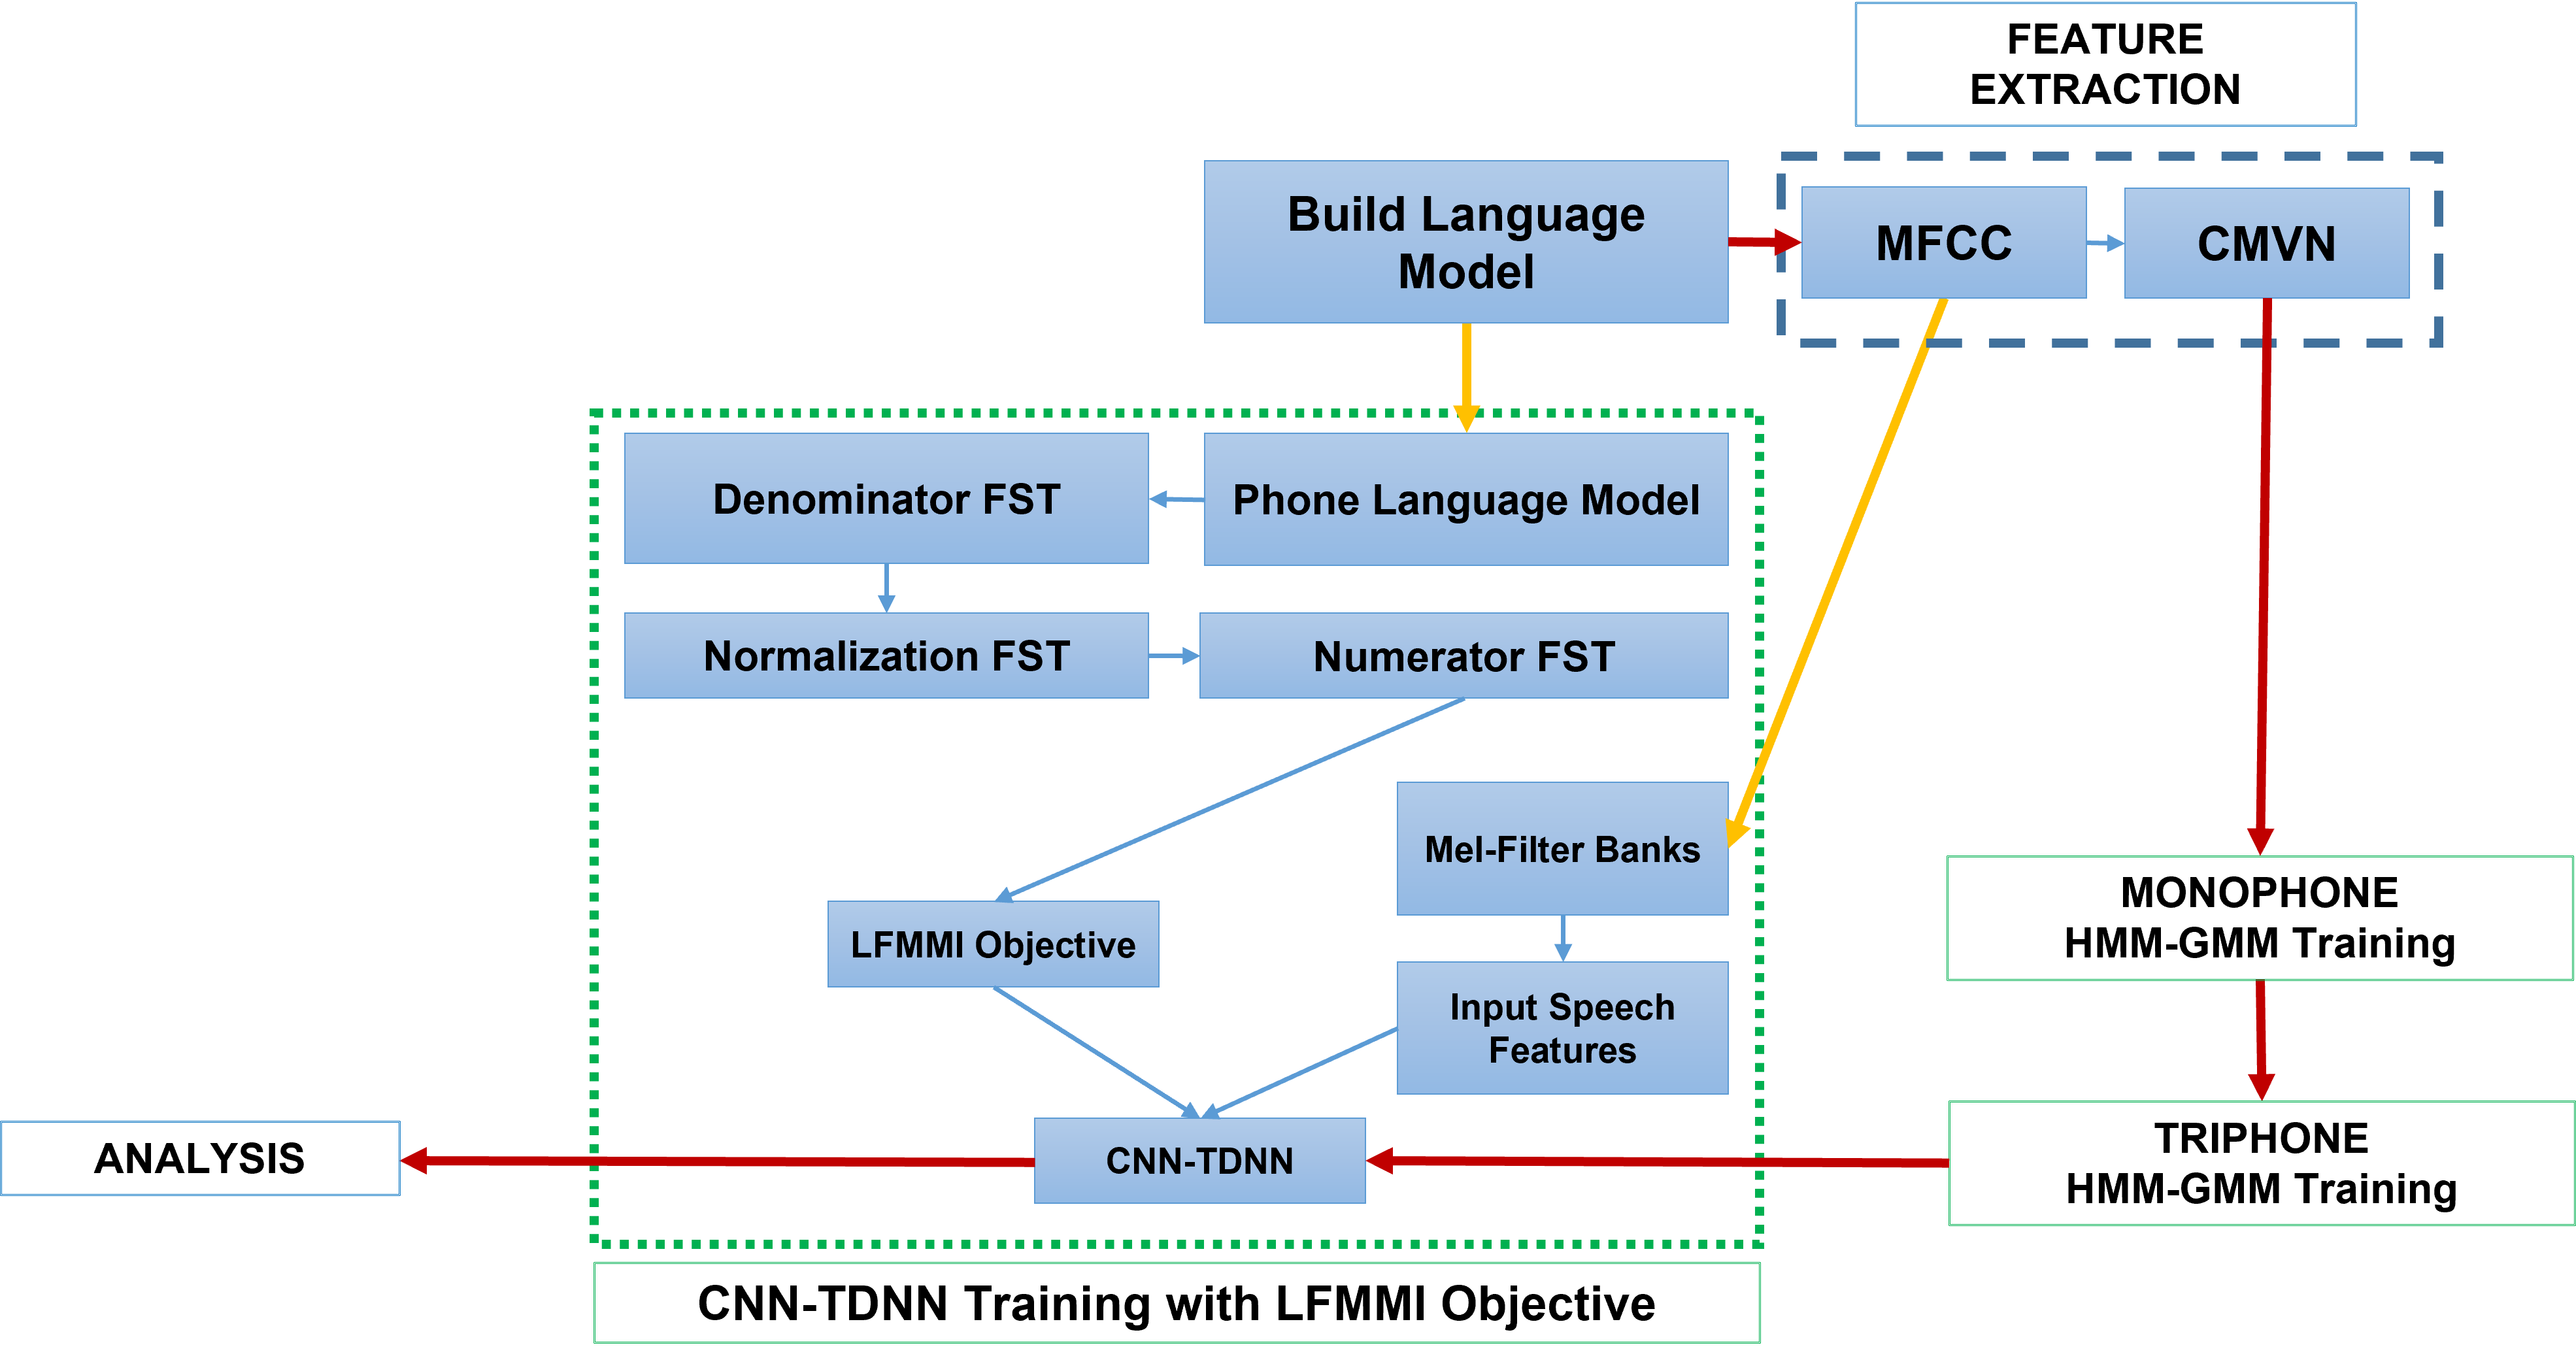 FEATURE
EXTRACTION
Build Language
Model
MFCC
CMVN
Denominator FST
Phone Language Model
Normalization FST
Numerator FST
Mel-Filter Banks
LFMMI Objective
Input Speech
Features
MONOPHONE
HMM-GMM Training
TRIPHONE
HMM-GMM Training
CNN-TDNN
ANALYSIS
CNN-TDNN Training with LFMMI Objective